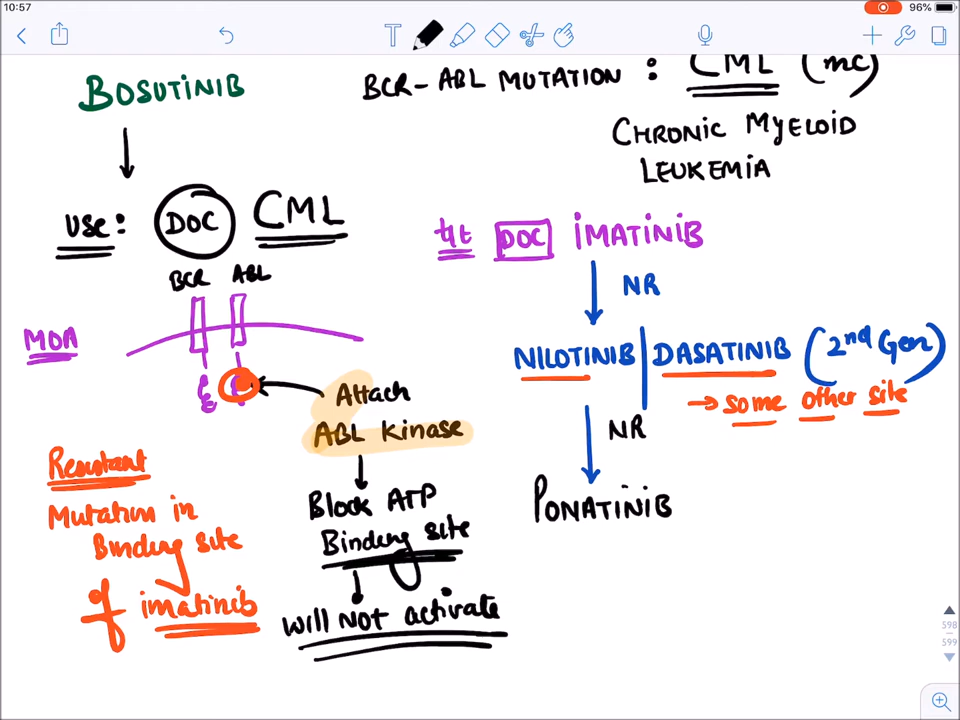 10:57
96%
T
BOSUTINIB
BCR-ABL MUTATION : CML (mc)
CHRONIC MYELOID
LEUKEMIA
USE: DOC CML
BCR ABL
MOA
Attach
ABL Kinase
Block ATP
Binding site
will Not activate
Resistant
Mutation in
Binding site
of imatinib
DOC IMATINIB
NR
NILOTINIB DASATINIB (2nd Gen)
→ some other site
NR
PONATINIB
598
599